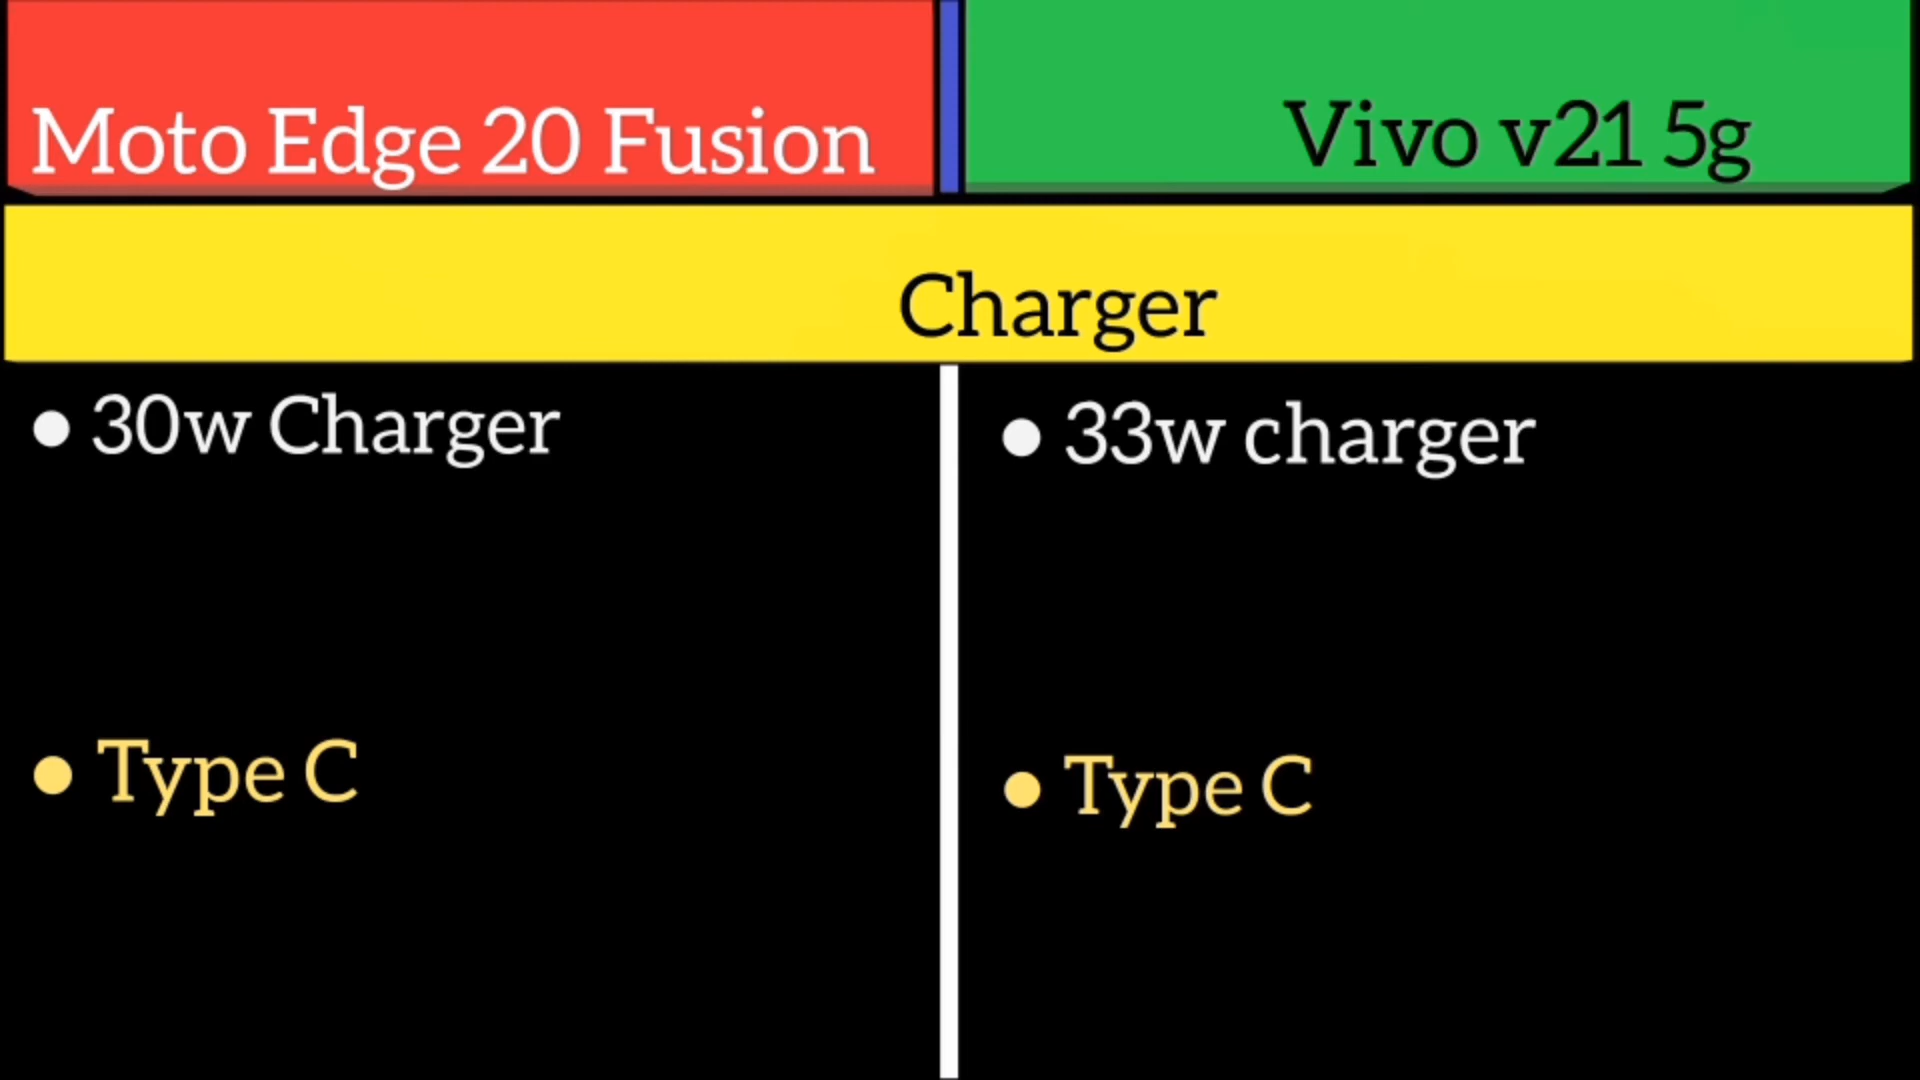 Moto Edge 20 Fusion
Vivo v21 5g
Charger
• 30w Charger
• Type C
• 33w charger
• Type C